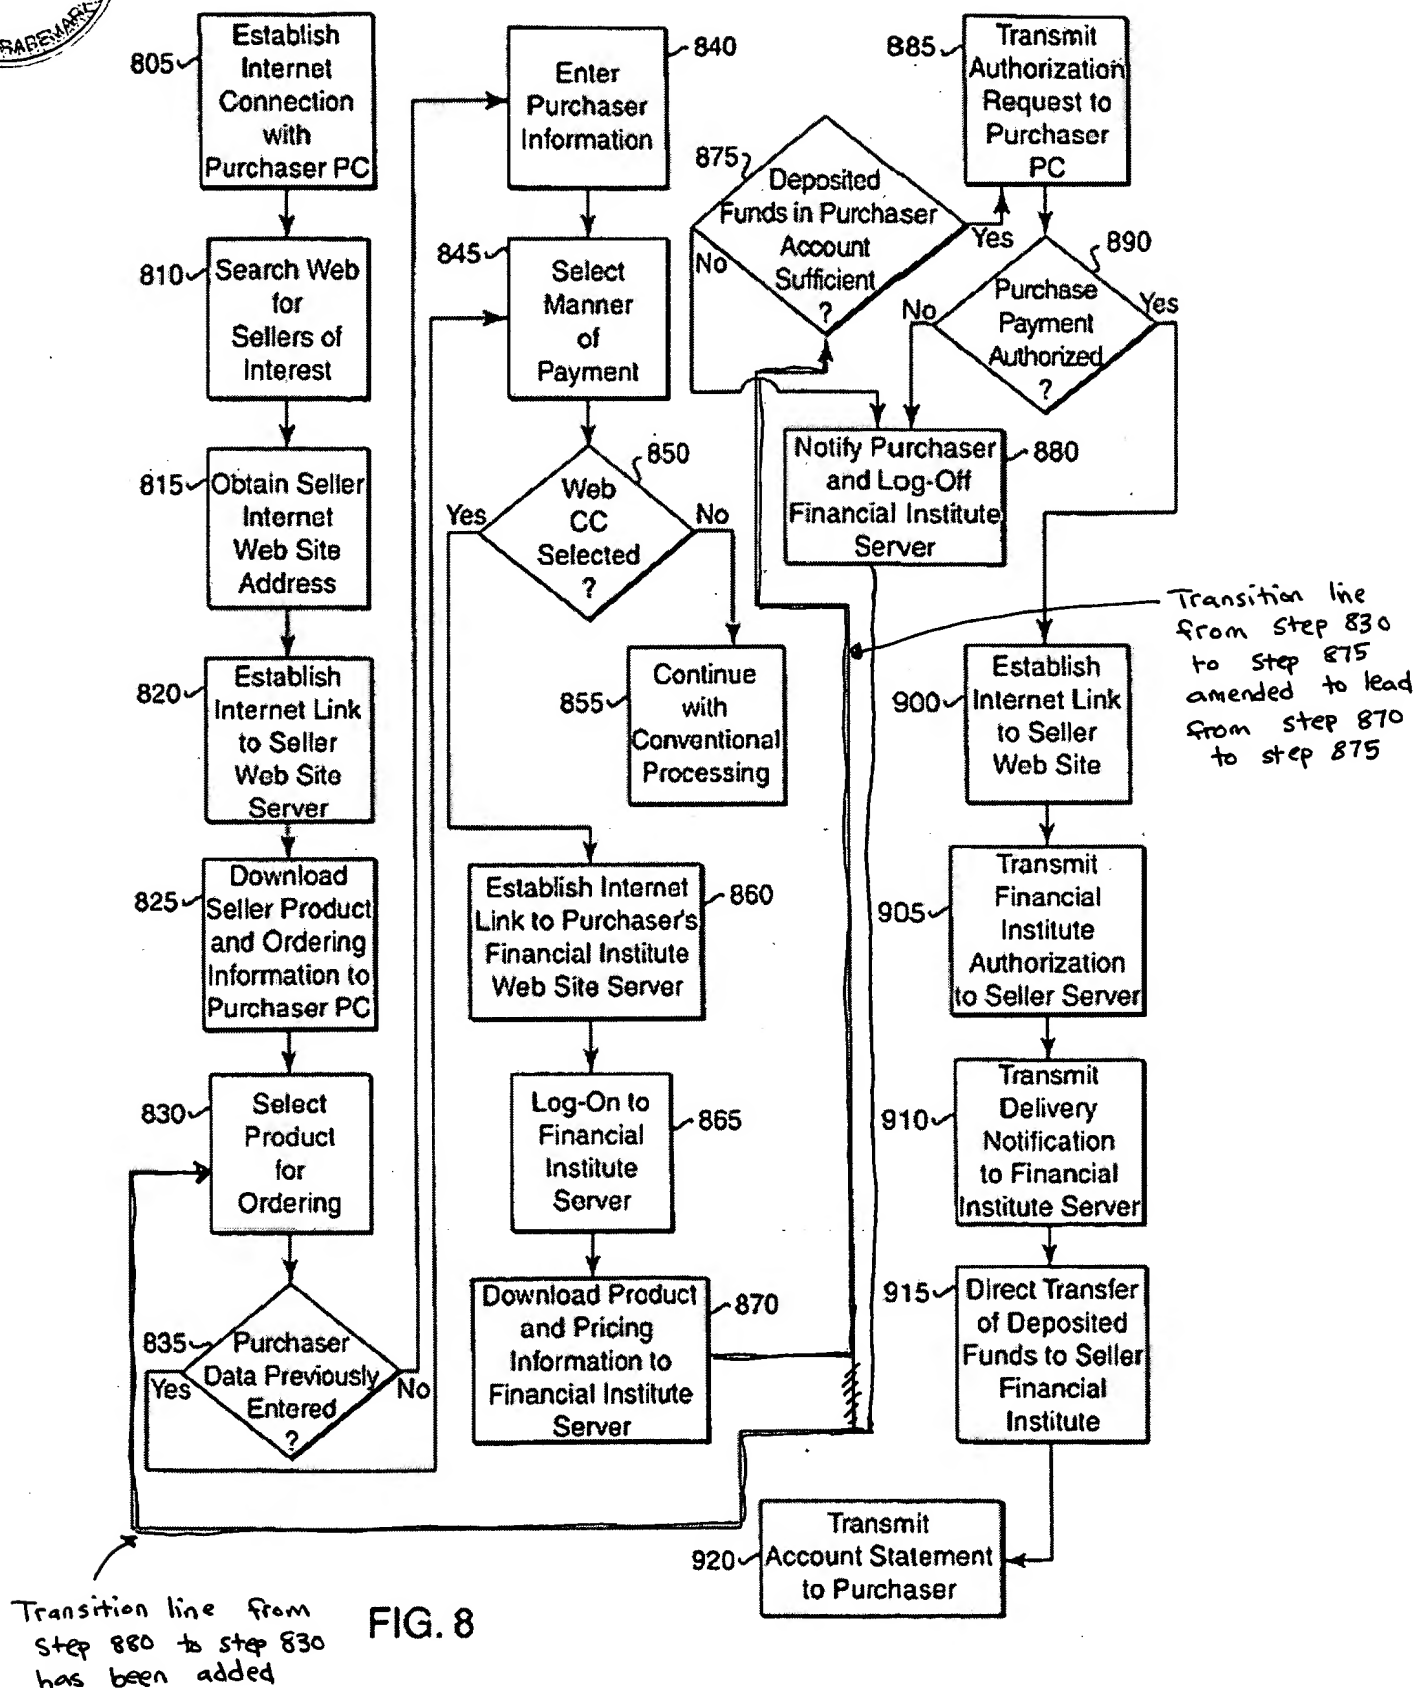 TRADEMARK
805
Establish
Internet
Connection
with
Purchaser PC
810
Search Web
for
Sellers of
Interest
815
Obtain Seller
Internet
Web Site
Address
820
Establish
Internet Link
to Seller
Web Site
Server
825
Download
Seller Product
and Ordering
Information to
Purchaser PC
830
Select
Product
for
Ordering
835
Purchaser
Data Previously
Entered
?
Yes
No
840
Enter
Purchaser
Information
845
Select
Manner
of
Payment
850
Web
CC
Selected
?
Yes
No
855
Continue
with
Conventional
Processing
860
Establish Internet
Link to Purchaser's
Financial Institute
Web Site Server
865
Log-On to
Financial
Institute
Server
870
Download Product
and Pricing
Information to
Financial Institute
Server
875
Deposited
Funds in Purchaser
Account
Sufficient
?
No
Yes
880
Notify Purchaser
and Log-Off
Financial Institute
Server
885
Transmit
Authorization
Request to
Purchaser
PC
890
Purchase
Payment
Authorized
?
No
Yes
900
Establish
Internet Link
to Seller
Web Site
905
Transmit
Financial
Institute
Authorization
to Seller Server
910
Transmit
Delivery
Notification
to Financial
Institute Server
915
Direct Transfer
of Deposited
Funds to Seller
Financial
Institute
920
Transmit
Account Statement
to Purchaser
Transition line
from step 830
to step 875
amended to lead
from step 870
to step 875
Transition line from
step 880 to step 830
has been added
FIG. 8